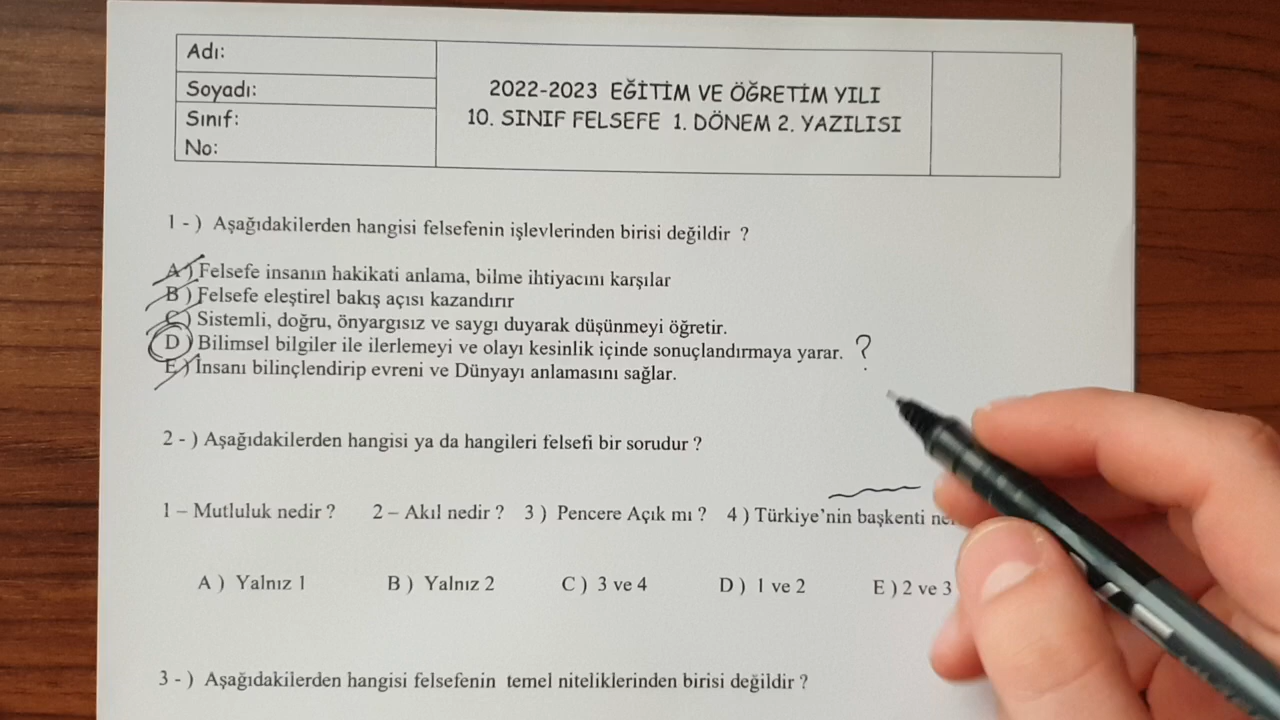 Adı:
Soyadı:
Sınıf:
No:
2022-2023 EĞİTİM VE ÖĞRETİM YILI
10. SINIF FELSEFE 1. DÖNEM 2. YAZILISI
1 - ) Aşağıdakilerden hangisi felsefenin işlevlerinden birisi değildir ?
A ) Felsefe insanın hakikati anlama, bilme ihtiyacını karşılar
B ) Felsefe eleştirel bakış açısı kazandırır
C ) Sistemli, doğru, önyargısız ve saygı duyarak düşünmeyi öğretir.
D ) Bilimsel bilgiler ile ilerlemeyi ve olayı kesinlik içinde sonuçlandırmaya yarar. ?
E ) İnsanı bilinçlendirip evreni ve Dünyayı anlamasını sağlar.
2 - ) Aşağıdakilerden hangisi ya da hangileri felsefi bir sorudur ?
1 – Mutluluk nedir ? 2 – Akıl nedir ? 3 ) Pencere Açık mı ? 4 ) Türkiye’nin başkenti
A ) Yalnız 1 B ) Yalnız 2 C ) 3 ve 4 D ) 1 ve 2 E ) 2 ve 3
3 - ) Aşağıdakilerden hangisi felsefenin temel niteliklerinden birisi değildir ?